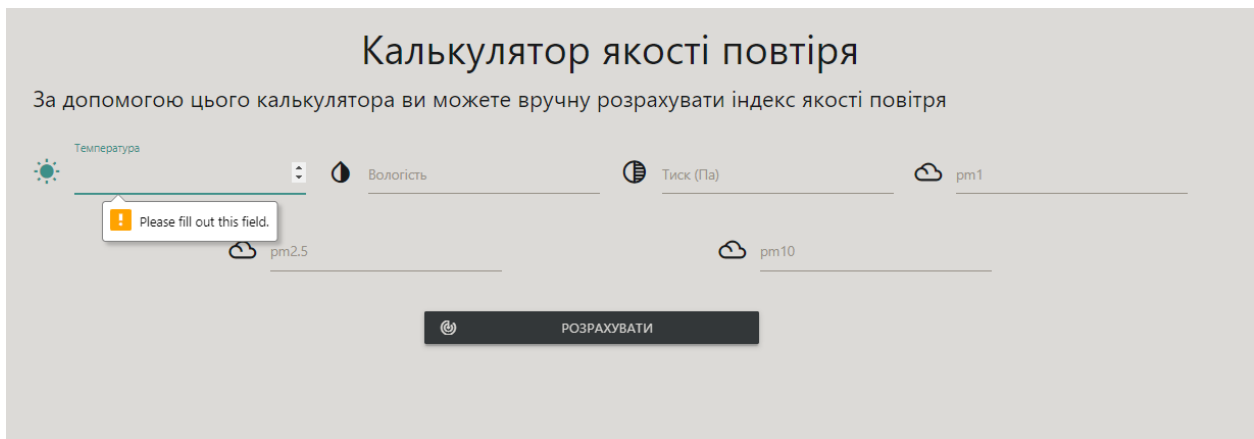 Калькулятор якості повтіря
За допомогою цього калькулятора ви можете вручну розрахувати індекс якості повітря
Температура
Вологість
Тиск (Па)
pm1
Please fill out this field.
pm2.5
pm10
РОЗРАХУВАТИ